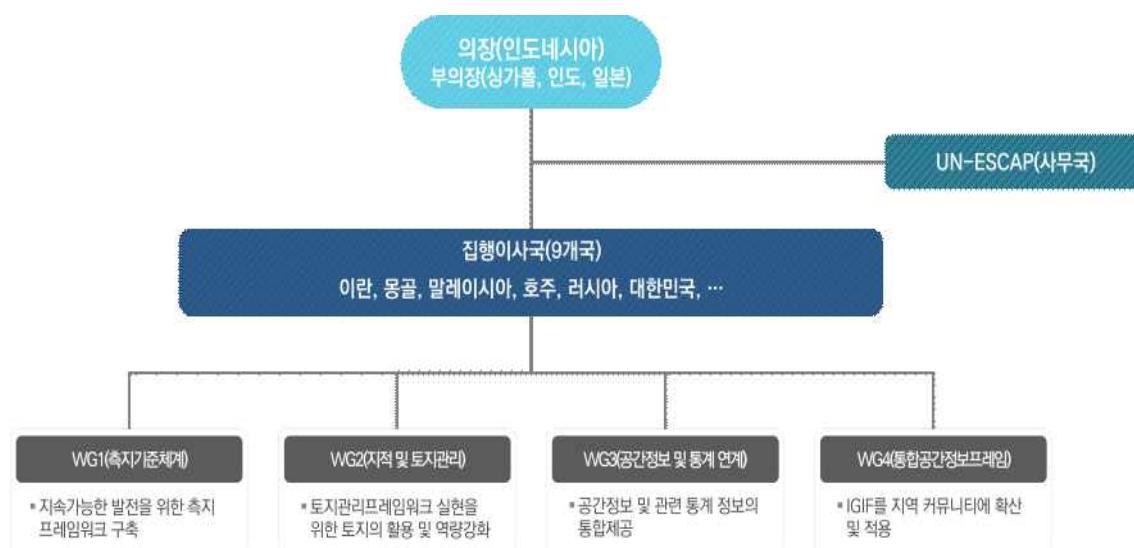 의장(인도네시아)
부의장(싱가폴, 인도, 일본)
UN-ESCAP(사무국)
집행이사국(9개국)
이란, 몽골, 말레이시아, 호주, 러시아, 대한민국, …
WG1(측지기준체계)
▪ 지속가능한 발전을 위한 측지
프레임워크 구축
WG2(지적 및 토지관리)
▪ 토지관리프레임워크 실현을
위한 토지의 활용 및 역량강화
WG3(공간정보 및 통계 연계)
▪ 공간정보 및 관련 통계 정보의
통합제공
WG4(통합공간정보프레임)
▪ IGIF를 지역 커뮤니티에 확산
및 적용